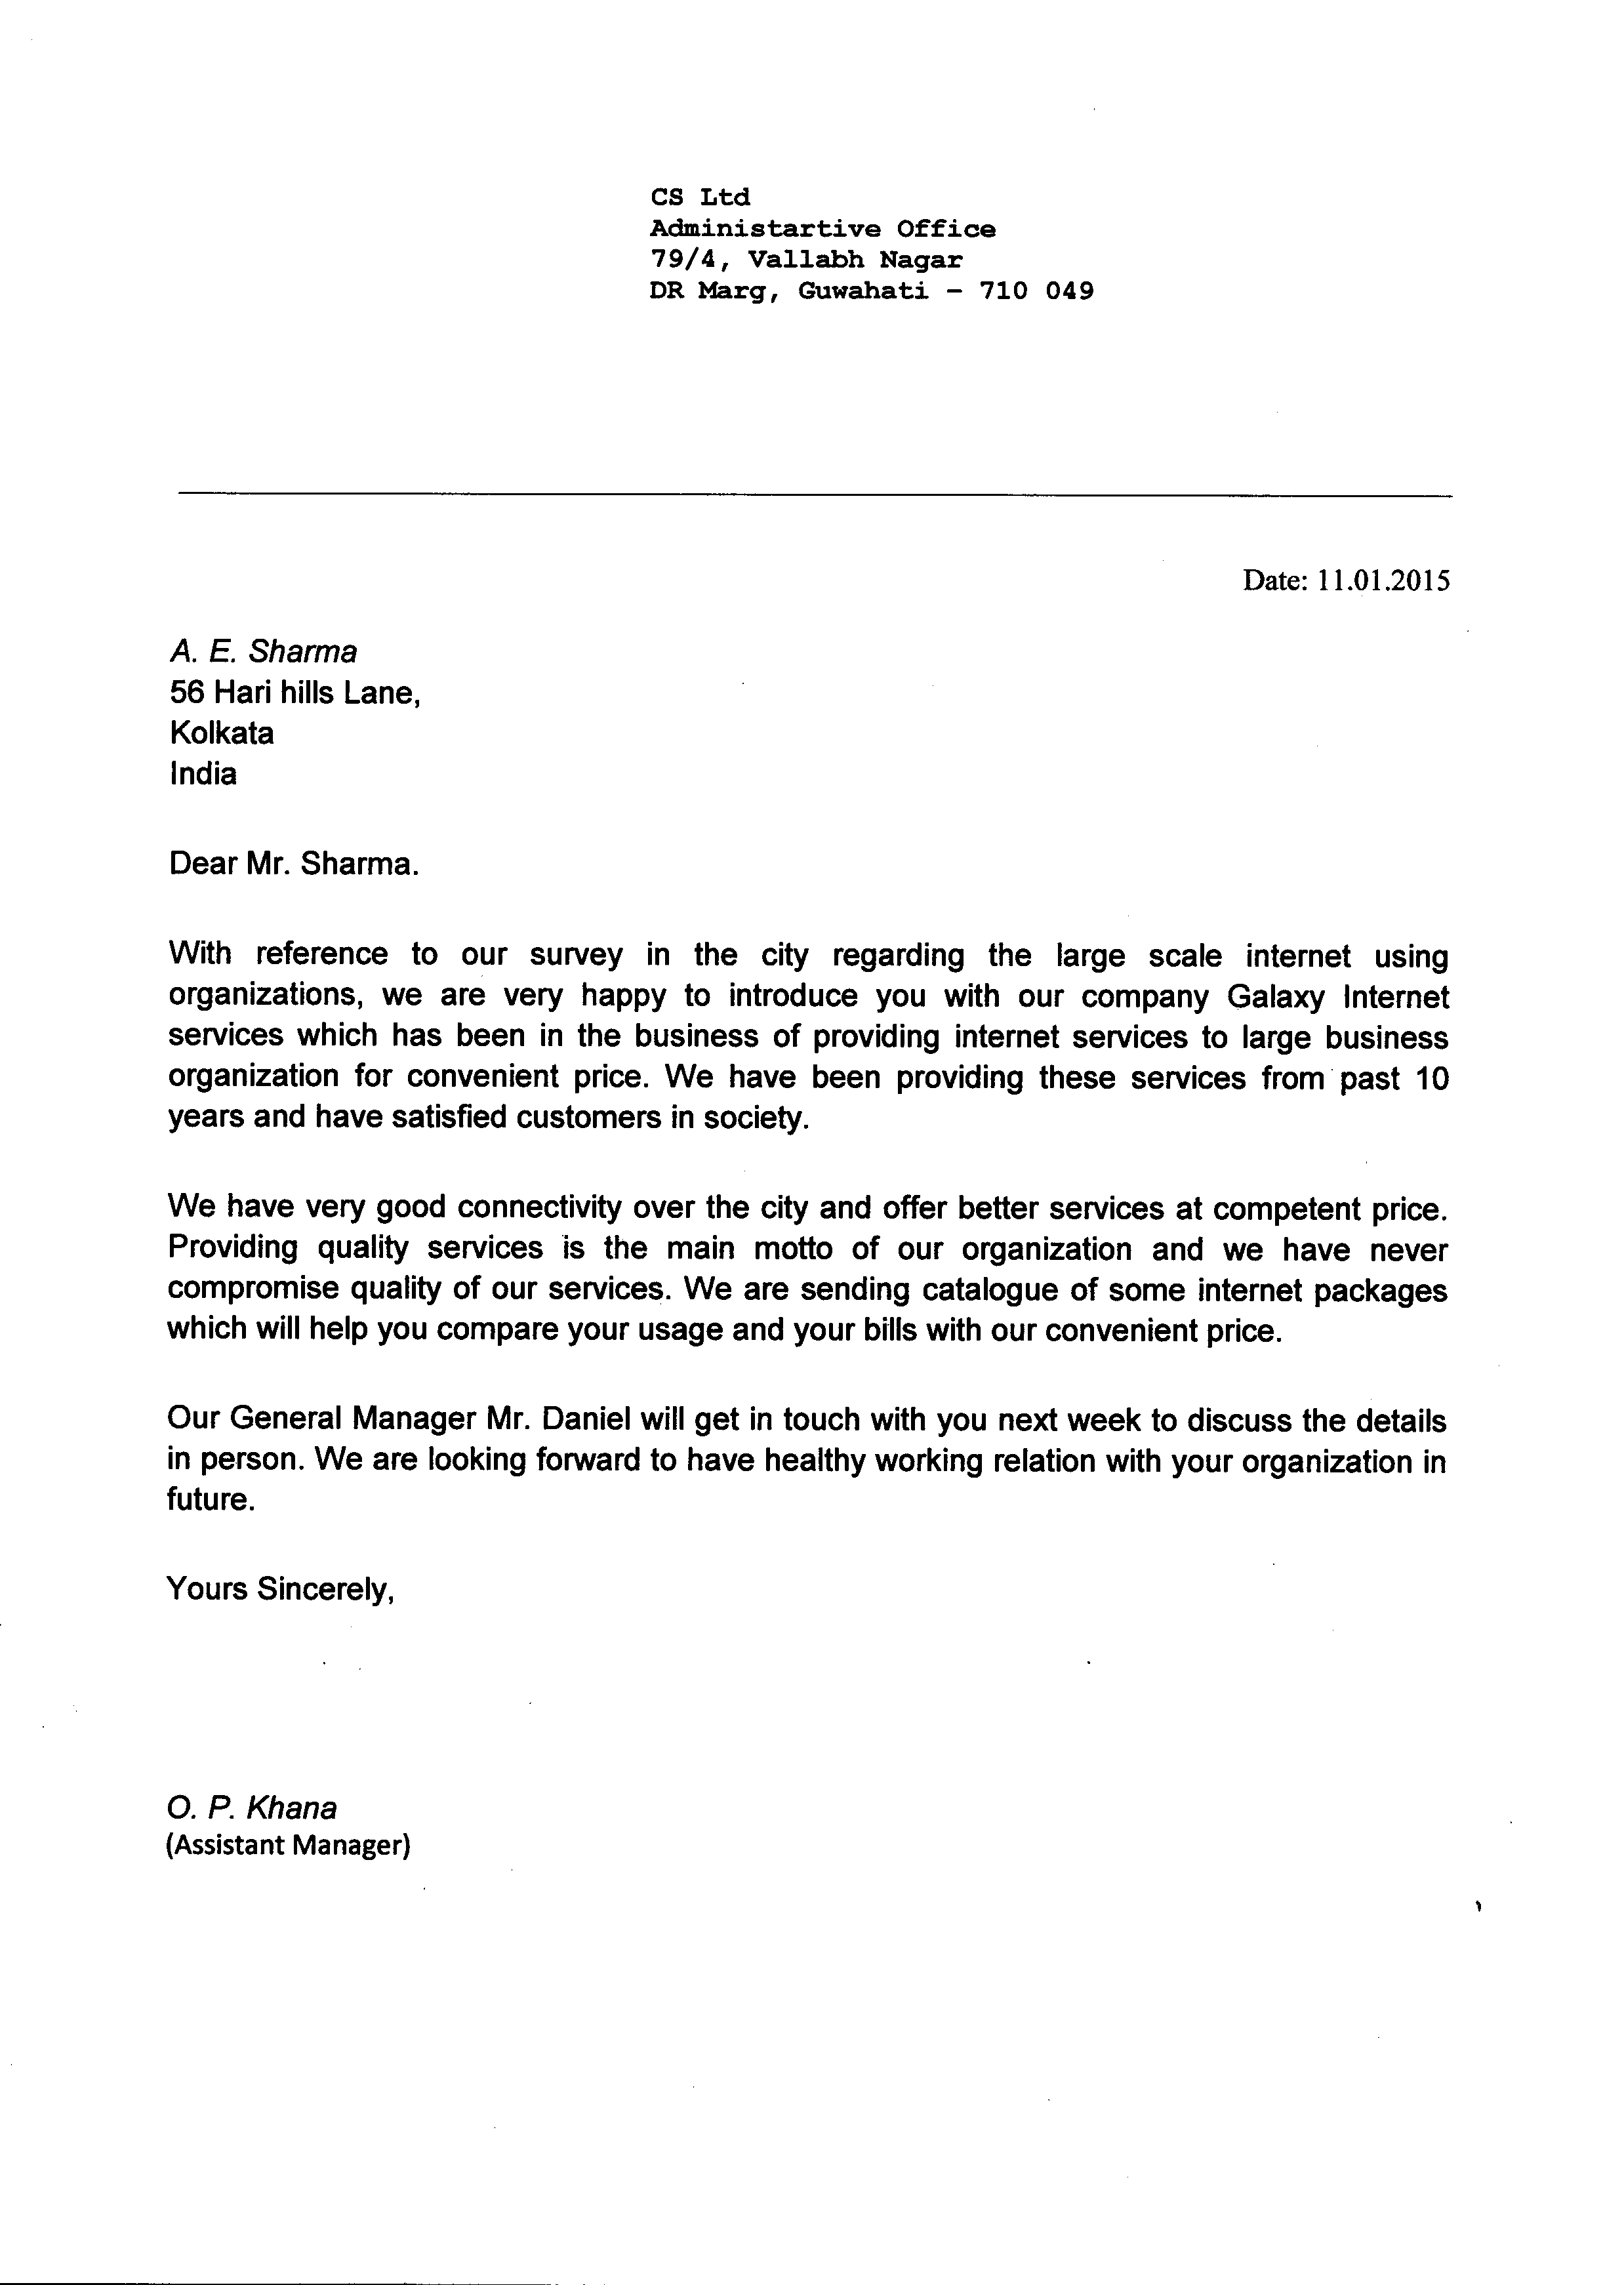 CS Ltd
Administartive Office
79/4, Vallabh Nagar
DR Marg, Guwahati – 710 049
Date: 11.01.2015
A. E. Sharma
56 Hari hills Lane,
Kolkata
India
Dear Mr. Sharma.
With reference to our survey in the city regarding the large scale internet using
organizations, we are very happy to introduce you with our company Galaxy Internet
services which has been in the business of providing internet services to large business
organization for convenient price. We have been providing these services from past 10
years and have satisfied customers in society.
We have very good connectivity over the city and offer better services at competent price.
Providing quality services is the main motto of our organization and we have never
compromise quality of our services. We are sending catalogue of some internet packages
which will help you compare your usage and your bills with our convenient price.
Our General Manager Mr. Daniel will get in touch with you next week to discuss the details
in person. We are looking forward to have healthy working relation with your organization in
future.
Yours Sincerely,
O. P. Khana
(Assistant Manager)